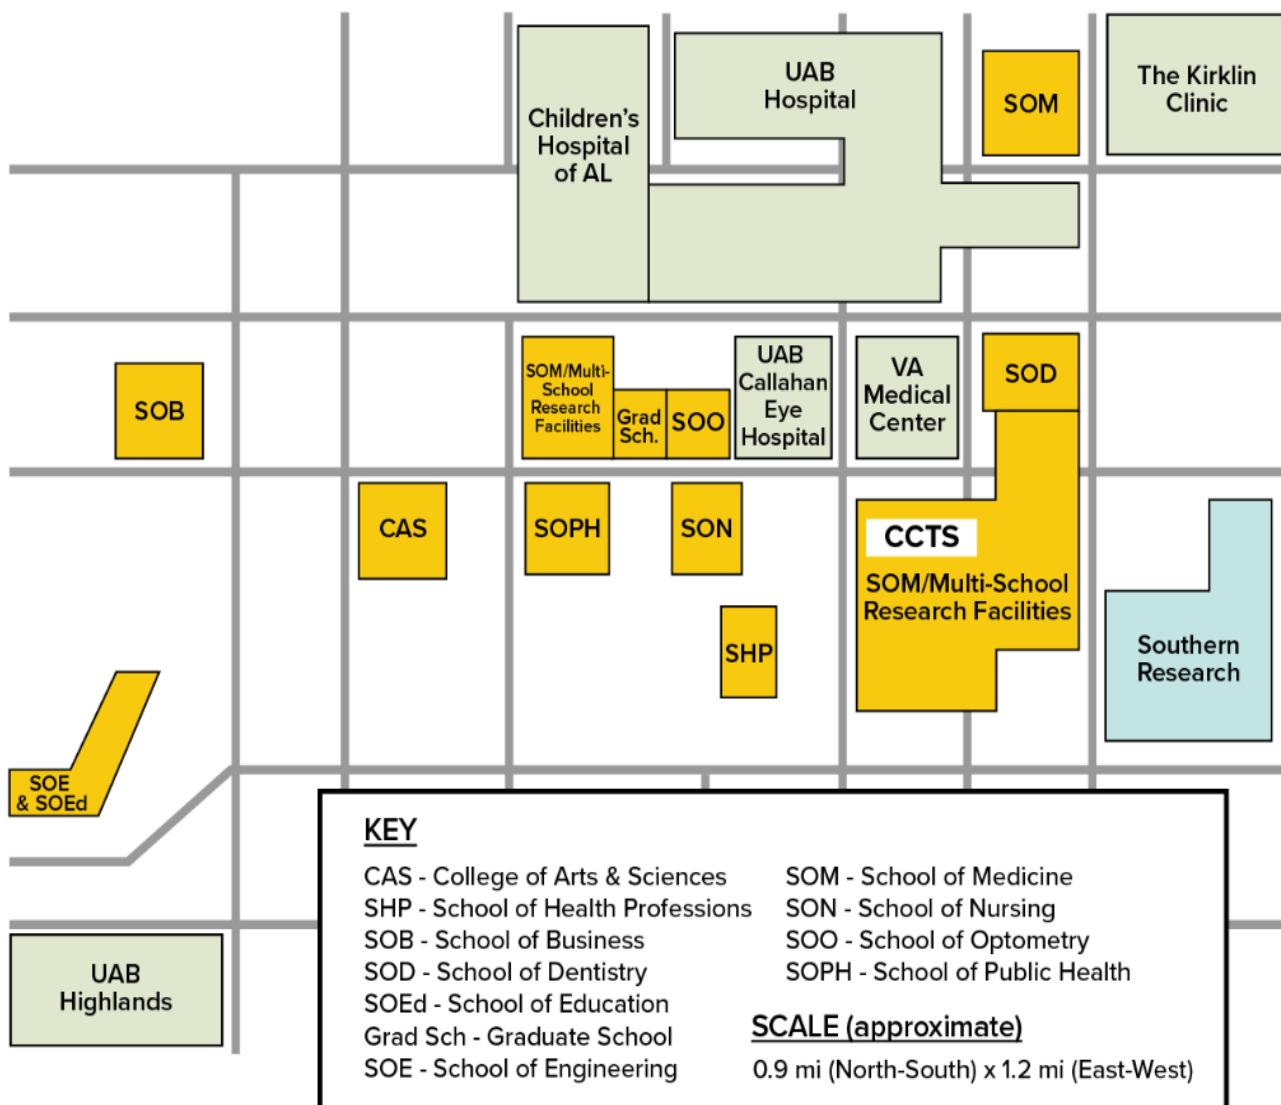 UAB
Hospital
The Kirklin
Clinic
SOM
Children's
Hospital
of AL
SOB
SOM/Multi-
School
Research
Facilities
Grad
Sch.
SOO
UAB
Callahan
Eye
Hospital
VA
Medical
Center
SOD
CAS
SOPH
SON
CCTS
SOM/Multi-School
Research Facilities
SHP
Southern
Research
SOE
& SOEd
UAB
Highlands
KEY
CAS - College of Arts & Sciences
SHP - School of Health Professions
SOB - School of Business
SOD - School of Dentistry
SOEd - School of Education
Grad Sch - Graduate School
SOE - School of Engineering
SOM - School of Medicine
SON - School of Nursing
SOO - School of Optometry
SOPH - School of Public Health
SCALE (approximate)
0.9 mi (North-South) x 1.2 mi (East-West)